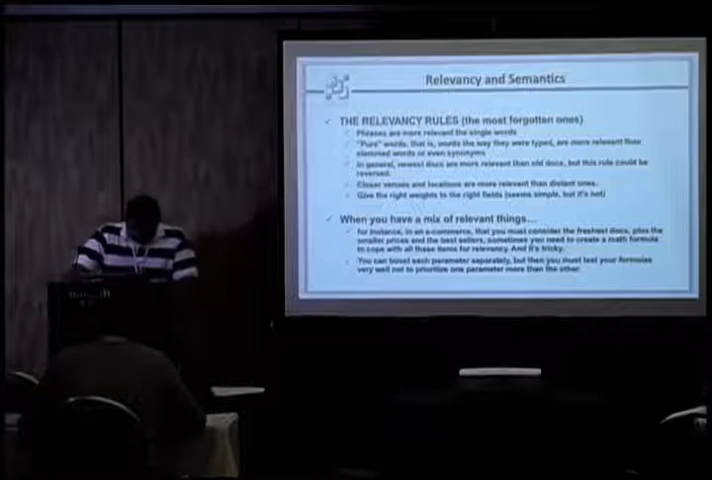 Relevancy and Semantics
THE RELEVANCY RULES (the most forgotten ones)
Phrases are more relevant the single words
"Pure" words, that is, words the way they were typed, are more relevant than
stemmed words or even synonyms
In general, newest docs are more relevant than old docs, but this rule could be
reversed.
Closer venues and locations are more relevant than distant ones.
Give the right weights to the right fields (seems simple, but it's not)
When you have a mix of relevant things...
for instance, in an e-commerce, that you must consider the freshest docs, plus the
smaller prices and the best sellers, sometimes you need to create a math formula
to cope with all these items for relevancy. And it's tricky.
You can boost each parameter separately, but then you must test your formulas
very well not to prioritize one parameter more than the other.